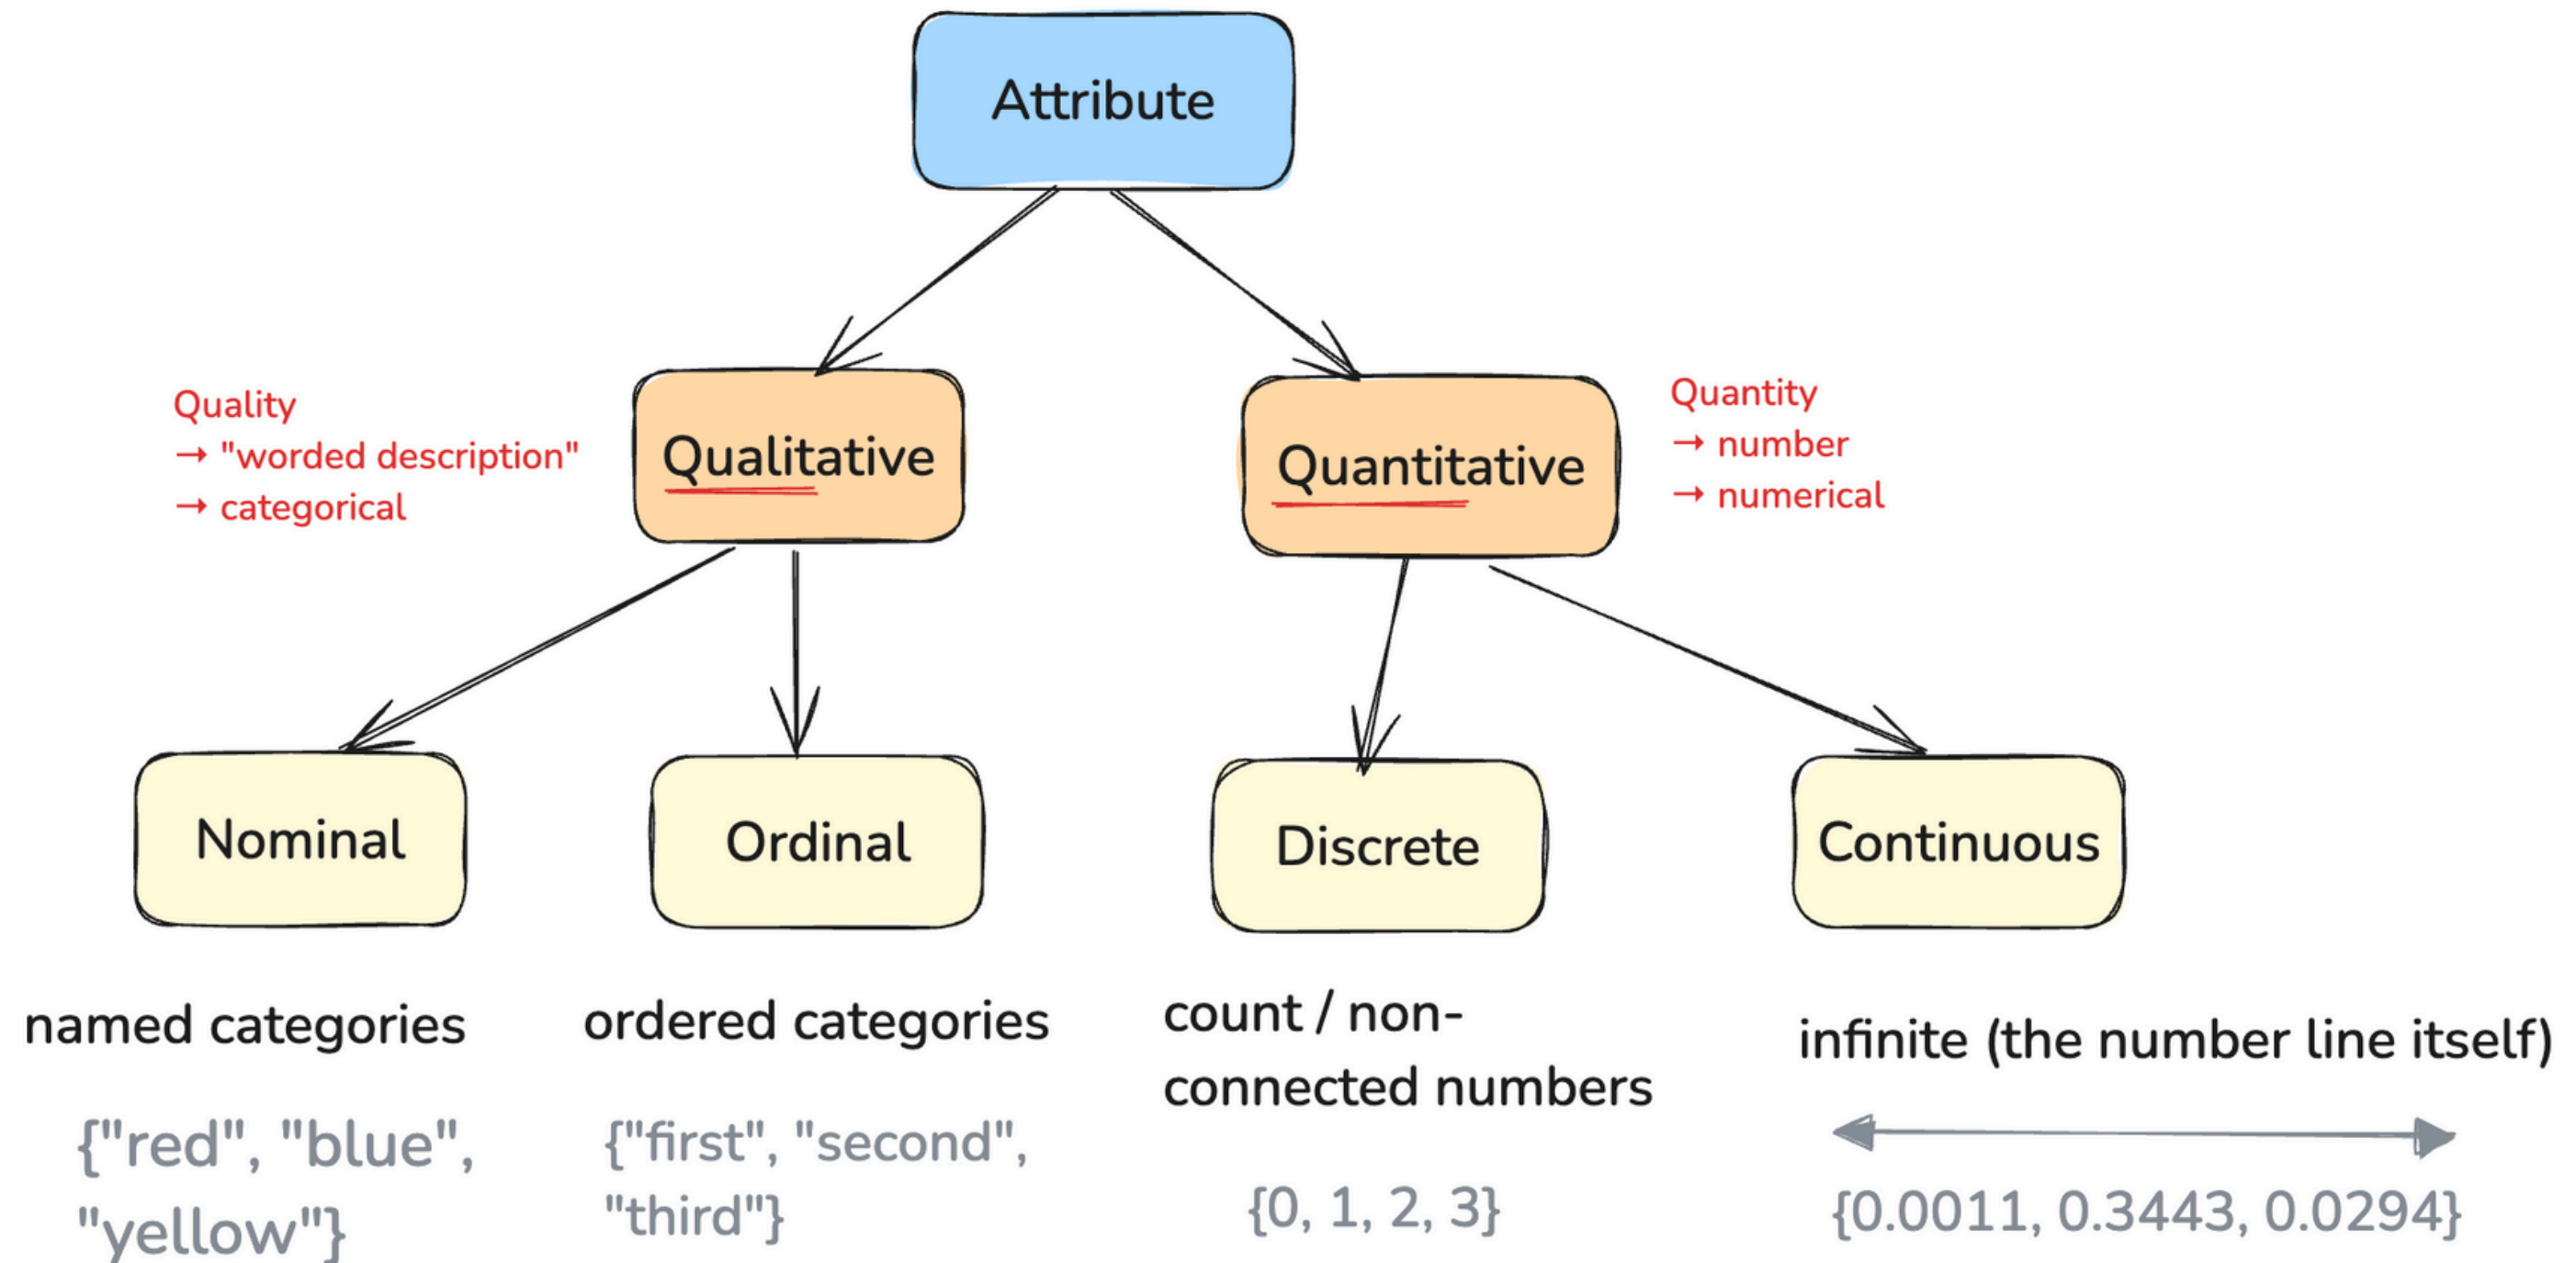 Attribute
Quality
→ "worded description"
→ categorical
Qualitative
Quantitative
Quantity
→ number
→ numerical
Nominal
Ordinal
Discrete
Continuous
named categories
{"red", "blue",
"yellow"}
ordered categories
{"first", "second",
"third"}
count / non-
connected numbers
{0, 1, 2, 3}
infinite (the number line itself)
{0.0011, 0.3443, 0.0294}